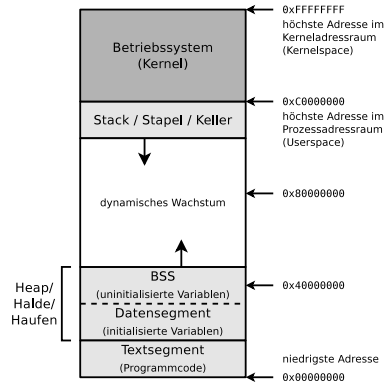 0xFFFFFFFF
höchste Adresse im
Kerneladressraum
(Kernelspace)
Betriebssystem
(Kernel)
0xC0000000
höchste Adresse im
Prozessadressraum
(Userspace)
Stack / Stapel / Keller
dynamisches Wachstum
0x80000000
Heap/
Halde/
Haufen
BSS
(uninitialisierte Variablen)
0x40000000
Datensegment
(initialisierte Variablen)
Textsegment
(Programmcode)
niedrigste Adresse
0x00000000